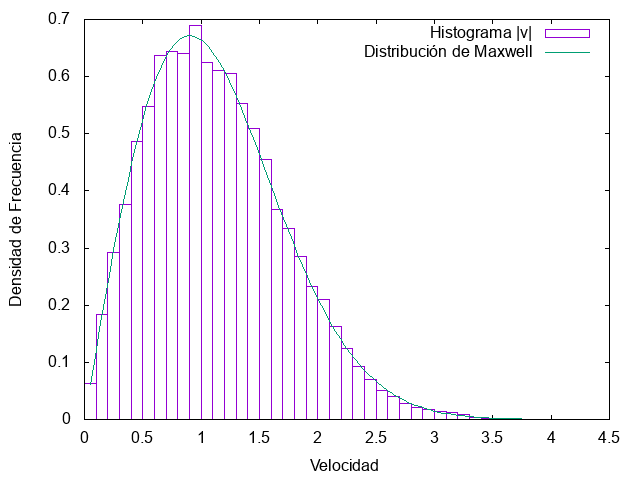 Histograma |v|
Distribución de Maxwell
Densidad de Frecuencia
0.7
0.6
0.5
0.4
0.3
0.2
0.1
0
0 0.5 1 1.5 2 2.5 3 3.5 4 4.5
Velocidad